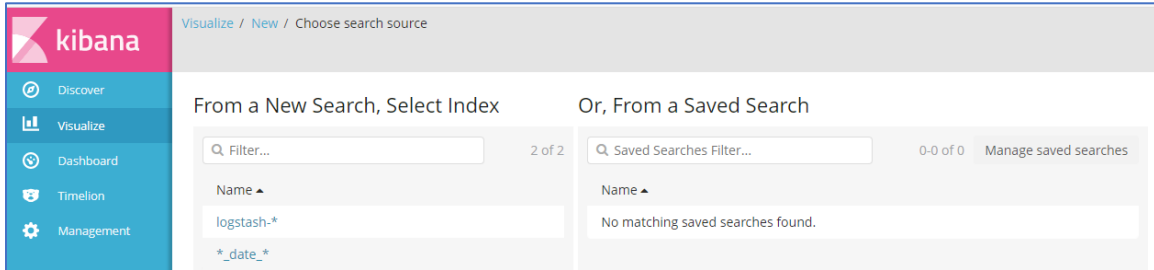 kibana
Discover
Visualize
Dashboard
Timelion
Management
Visualize / New / Choose search source
From a New Search, Select Index
Filter... 2 of 2
Name
logstash-*
*_date_*
Or, From a Saved Search
Saved Searches Filter... 0-0 of 0 Manage saved searches
Name
No matching saved searches found.